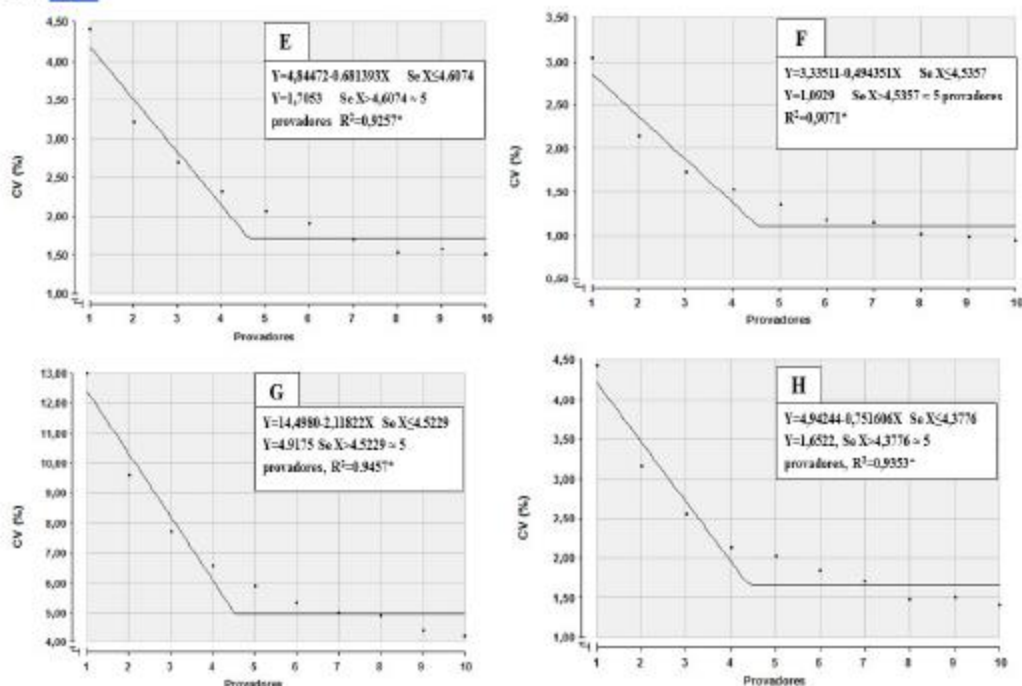 E
Y=4,84472-0.681393X Se X≤4.6074
Y=1,7053 Se X>4,6074 ≈ 5
provadores R²=0,9257*
CV (%)
4,50
4,00
3,50
3,00
2,50
2,00
1,50
1,00
1 2 3 4 5 6 7 8 9 10
Provadores
F
Y=3,33511-0,494351X Se X≤4,5357
Y=1,0929 Se X>4,5357 ≈ 5 provadores
R²=0,9071*
CV (%)
3,50
3,00
2,50
2,00
1,50
1,00
0,50
1 2 3 4 5 6 7 8 9 10
Provadores
G
Y=14,4980-2,11822X Se X≤4.5229
Y=4.9175 Se X>4.5229 ≈ 5
provadores, R²=0.9457*
CV (%)
13,00
12,00
11,00
10,00
9,00
8,00
7,00
6,00
5,00
4,00
1 2 3 4 5 6 7 8 9 10
Provadores
H
Y=4,94244-0,751606X Se X≤4,3776
Y=1,6522, Se X>4,3776 ≈ 5
provadores, R²=0,9353*
CV (%)
4,50
4,00
3,50
3,00
2,50
2,00
1,50
1,00
1 2 3 4 5 6 7 8 9 10
Provadores